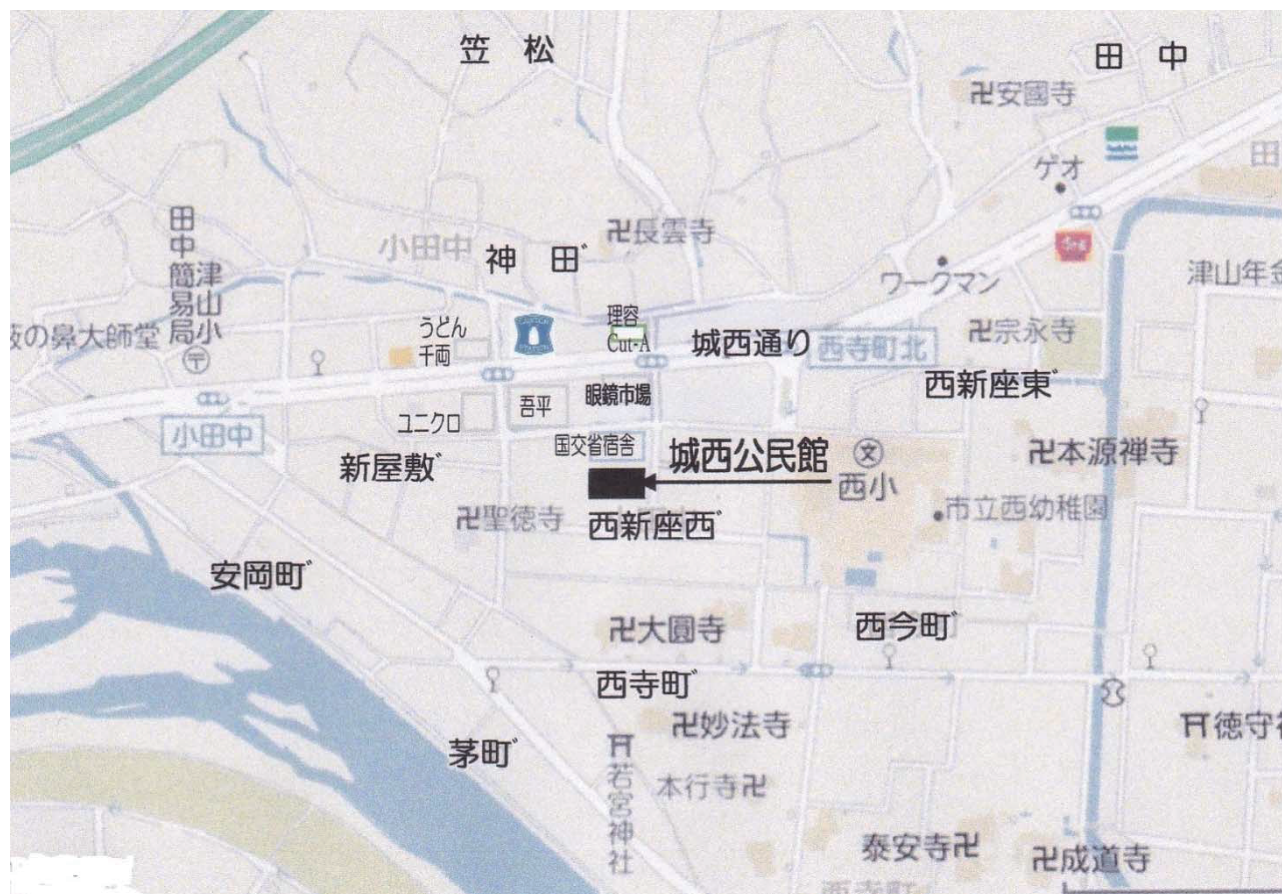 笠 松
田 中
卍安國寺
ゲオ
田
小田中
神 田
卍長雲寺
田中簡易局
津山小
ワークマン
津山年金
薮の鼻大師堂
うどん
千両
理容
Cut-A
城西通り
西寺町北
卍宗永寺
西新座東
眼鏡市場
吾平
ユニクロ
小田中
国交省宿舎
城西公民館
新屋敷
文
西小
卍本源禅寺
卍聖徳寺
西新座西
市立西幼稚園
安岡町
卍大圓寺
西今町
西寺町
卍妙法寺
茅町
若宮神社
本行寺卍
徳守神
泰安寺卍
卍成道寺
西寺町